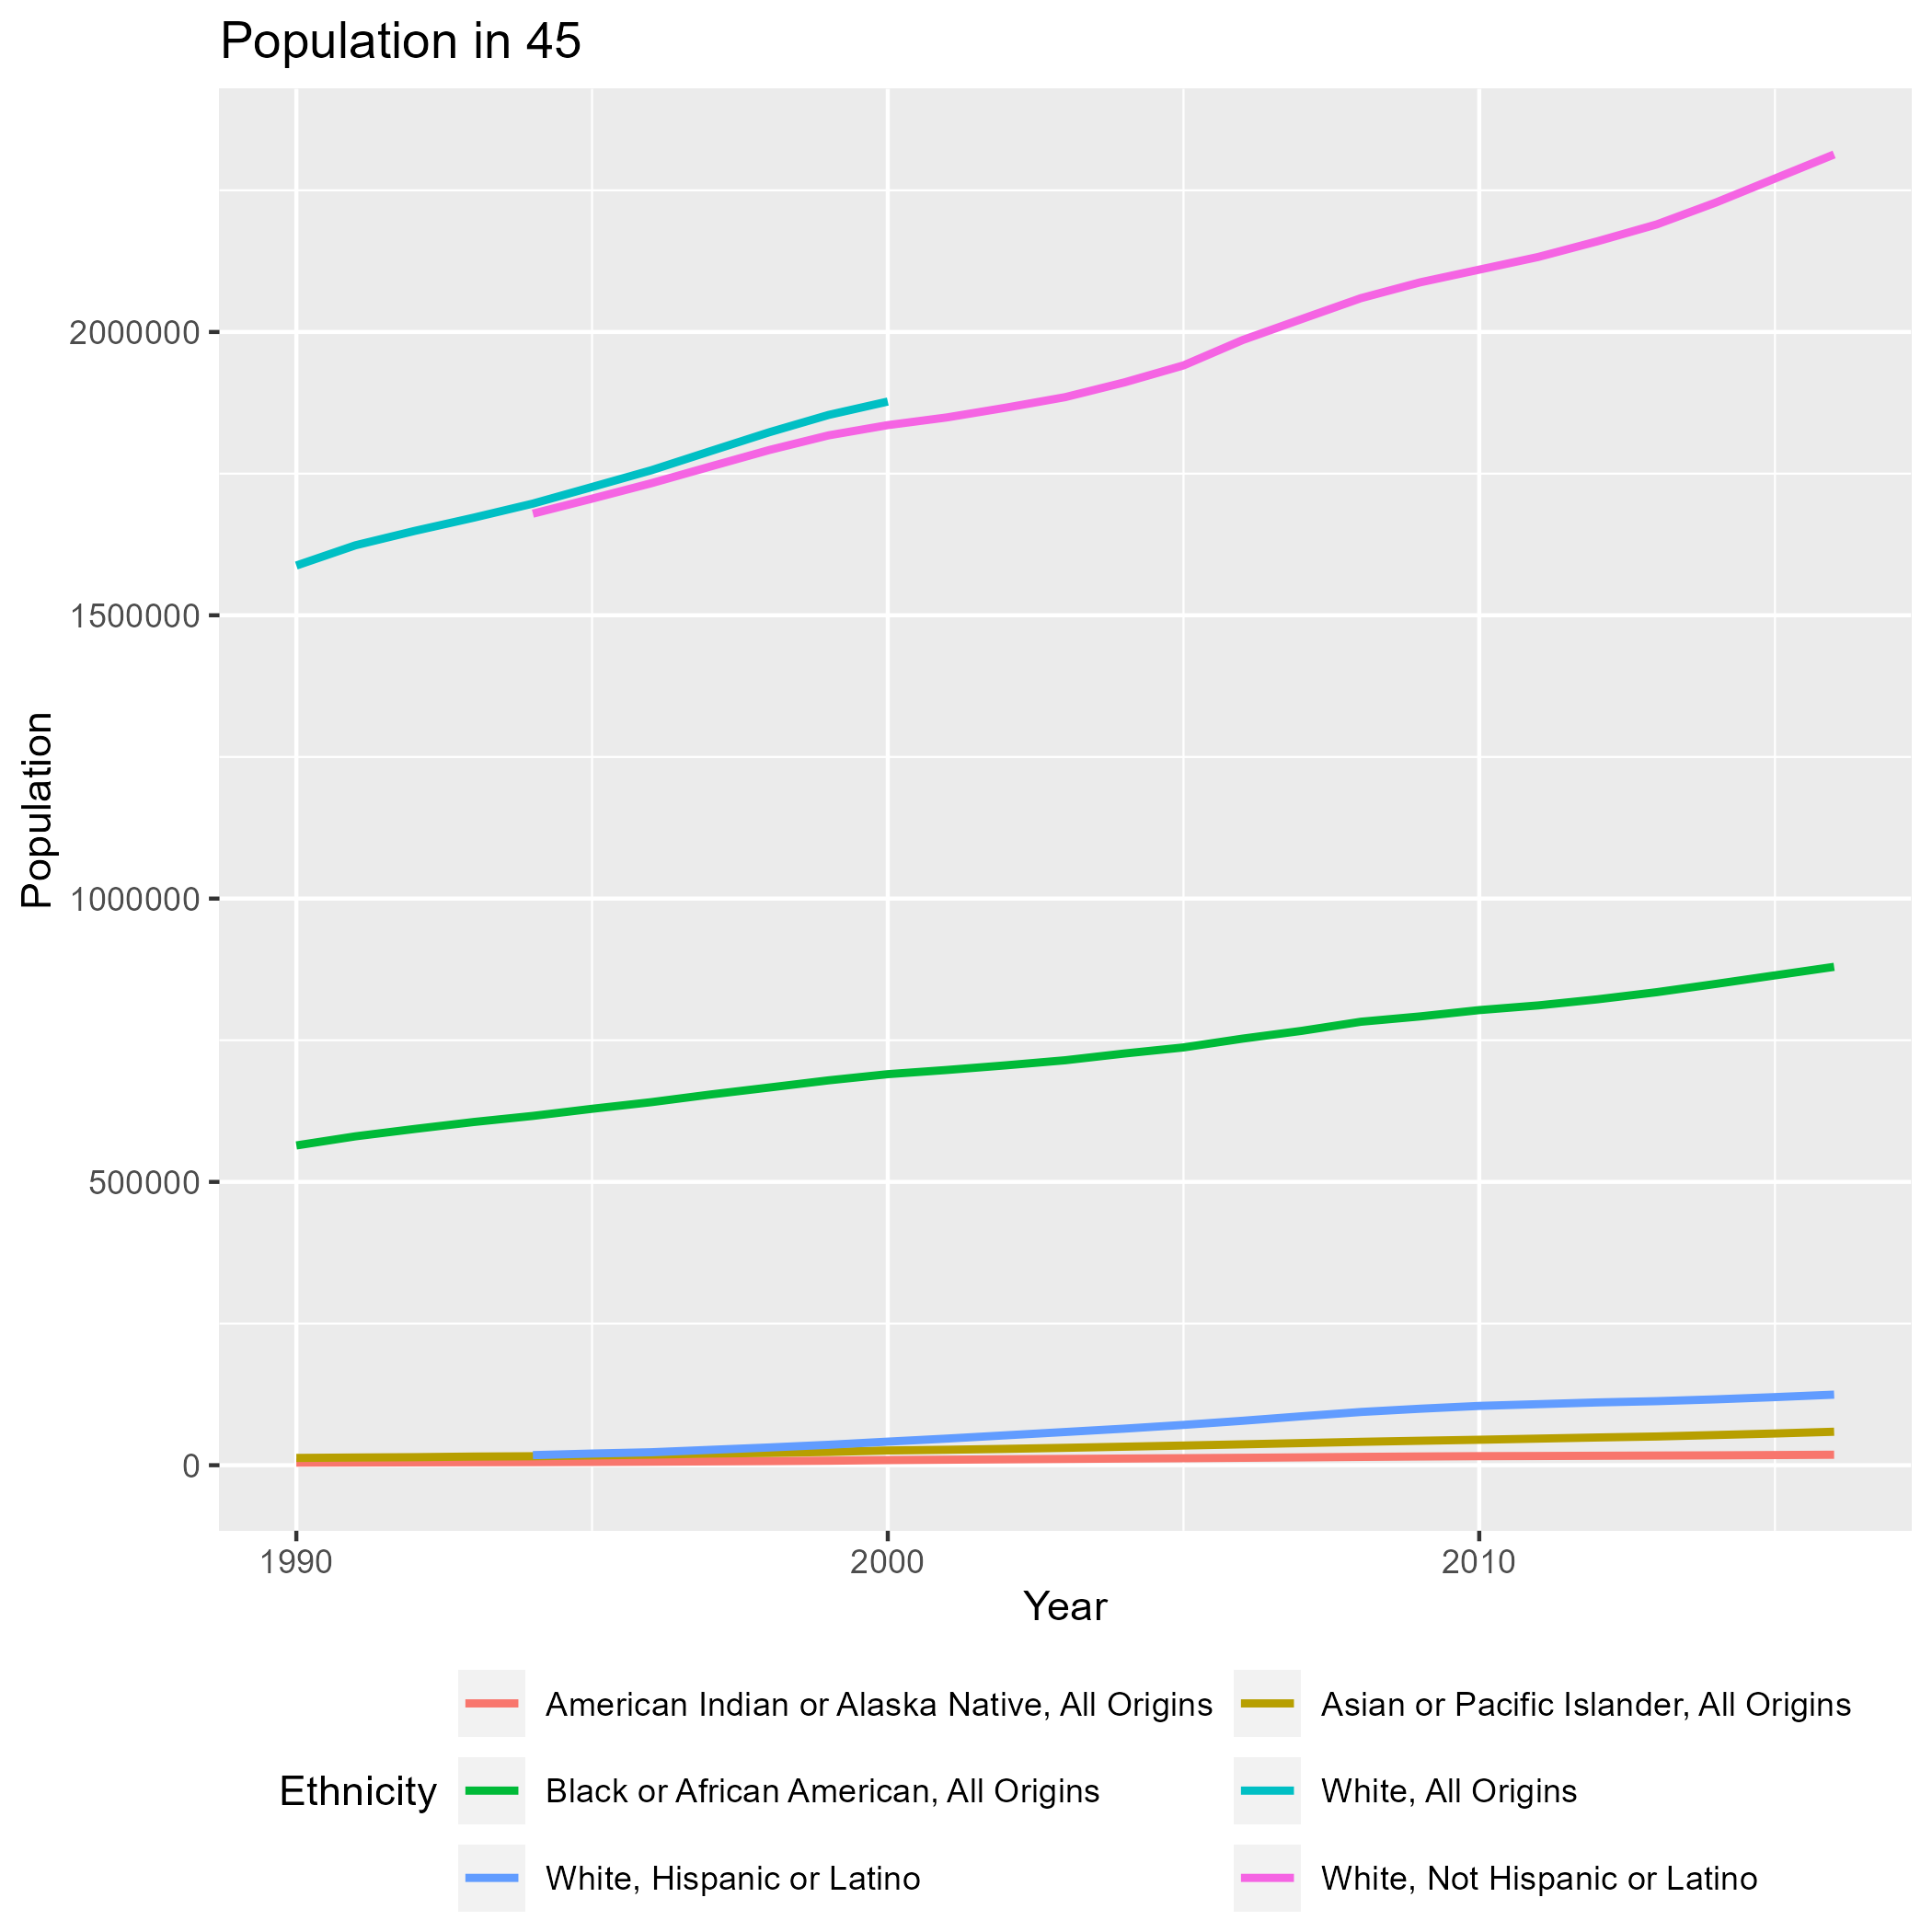 Population in 45
Population
2000000
1500000
1000000
500000
0
1990
2000
2010
Year
Ethnicity
American Indian or Alaska Native, All Origins
Asian or Pacific Islander, All Origins
Black or African American, All Origins
White, All Origins
White, Hispanic or Latino
White, Not Hispanic or Latino